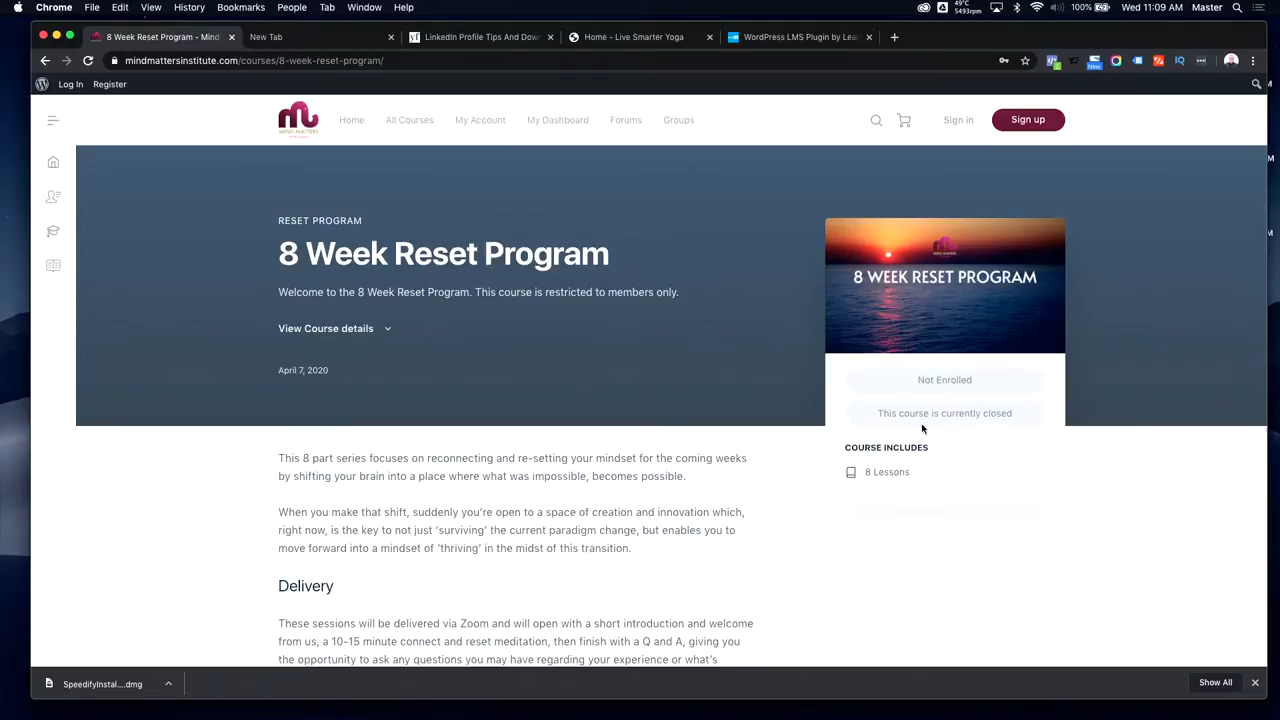 Chrome File Edit View History Bookmarks People Tab Window Help
49°C
5493rpm
100%
Wed 11:09 AM Master
8 Week Reset Program - Mind
New Tab
LinkedIn Profile Tips And Dow
Home - Live Smarter Yoga
WordPress LMS Plugin by Lea
mindmattersinstitute.com/courses/8-week-reset-program/
New
IQ
Log In Register
MIND MATTERS
Home All Courses My Account My Dashboard Forums Groups
Sign in Sign up
RESET PROGRAM
8 Week Reset Program
Welcome to the 8 Week Reset Program. This course is restricted to members only.
View Course details
April 7, 2020
8 WEEK RESET PROGRAM
Not Enrolled
This course is currently closed
COURSE INCLUDES
8 Lessons
This 8 part series focuses on reconnecting and re-setting your mindset for the coming weeks
by shifting your brain into a place where what was impossible, becomes possible.
When you make that shift, suddenly you're open to a space of creation and innovation which,
right now, is the key to not just 'surviving' the current paradigm change, but enables you to
move forward into a mindset of 'thriving' in the midst of this transition.
Delivery
These sessions will be delivered via Zoom and will open with a short introduction and welcome
from us, a 10-15 minute connect and reset meditation, then finish with a Q and A, giving you
the opportunity to ask any questions you may have regarding your experience or what's
SpeedifyInstal....dmg
Show All